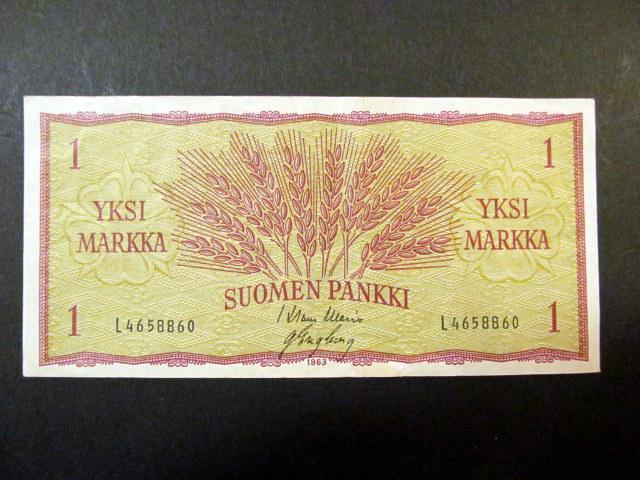 1
1
YKSI
MARKKA
YKSI
MARKKA
SUOMEN PANKKI
1
L4658860
L4658860
1
1963